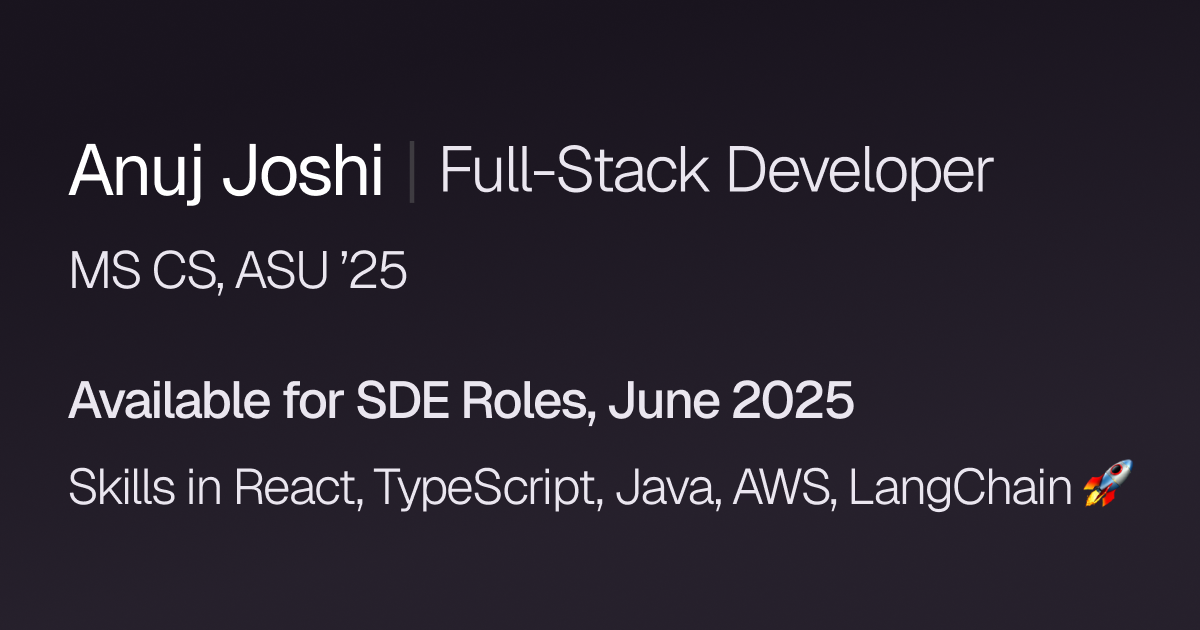 Anuj Joshi | Full-Stack Developer
MS CS, ASU ’25
Available for SDE Roles, June 2025
Skills in React, TypeScript, Java, AWS, LangChain 🚀